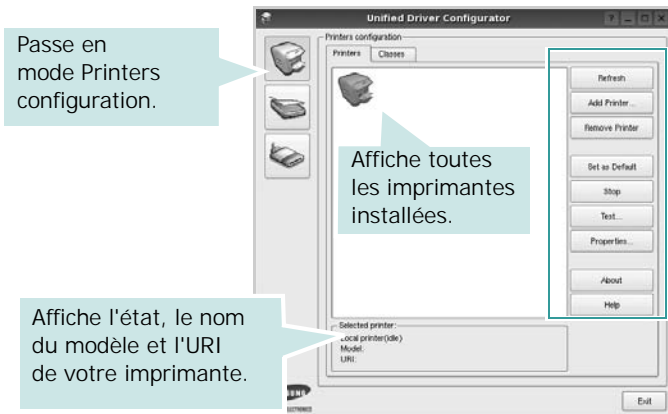 Unified Driver Configurator
Passe en
mode Printers
configuration.
Printers configuration
Printers Classes
Refresh
Add Printer...
Remove Printer
Set as Default
Stop
Test...
Properties...
About
Help
Affiche toutes
les imprimantes
installées.
Affiche l'état, le nom
du modèle et l'URI
de votre imprimante.
Selected printer:
Local printer(idle)
Model:
URI:
ELECTRONICS
Exit